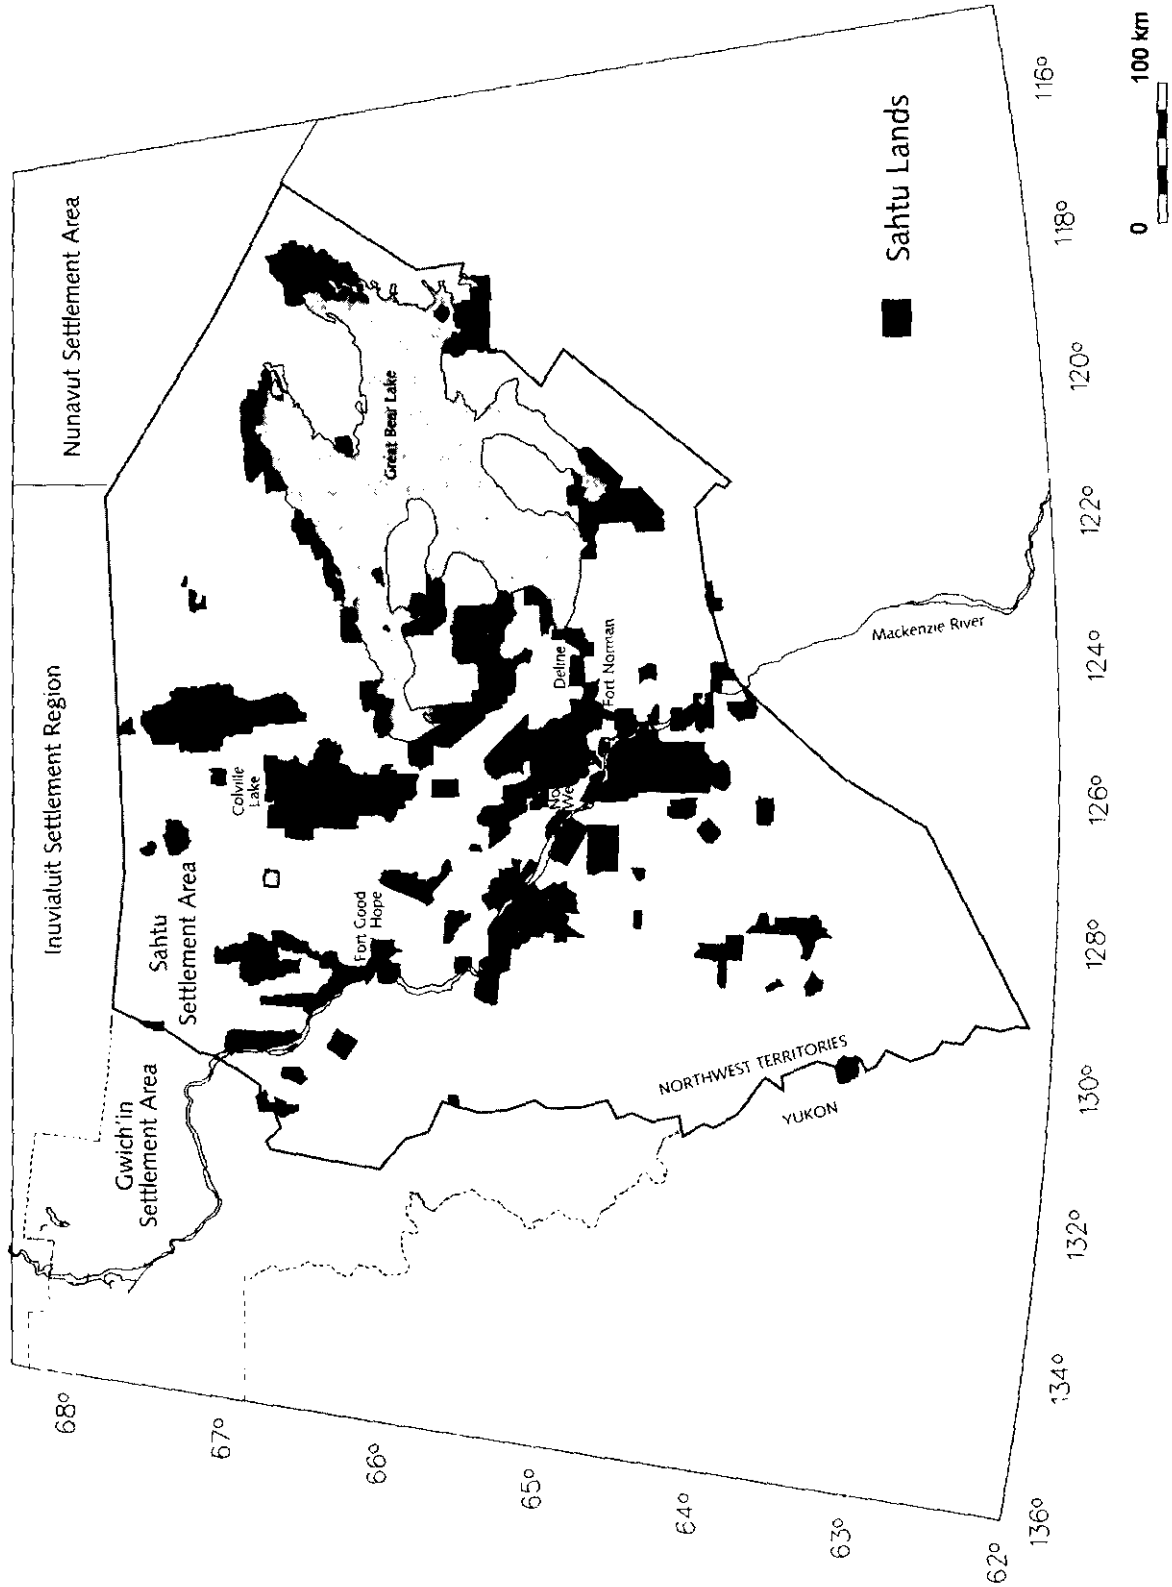 Inuvialuit Settlement Region
Nunavut Settlement Area
Gwich'in
Settlement Area
Sahtu
Settlement Area
Colville
Lake
Fort Good
Hope
Great Bear Lake
Deline
Fort Norman
Mackenzie River
NORTHWEST TERRITORIES
YUKON
Sahtu Lands
68°
67°
66°
65°
64°
63°
62°
136°
134°
132°
130°
128°
126°
124°
122°
120°
118°
116°
0 100 km